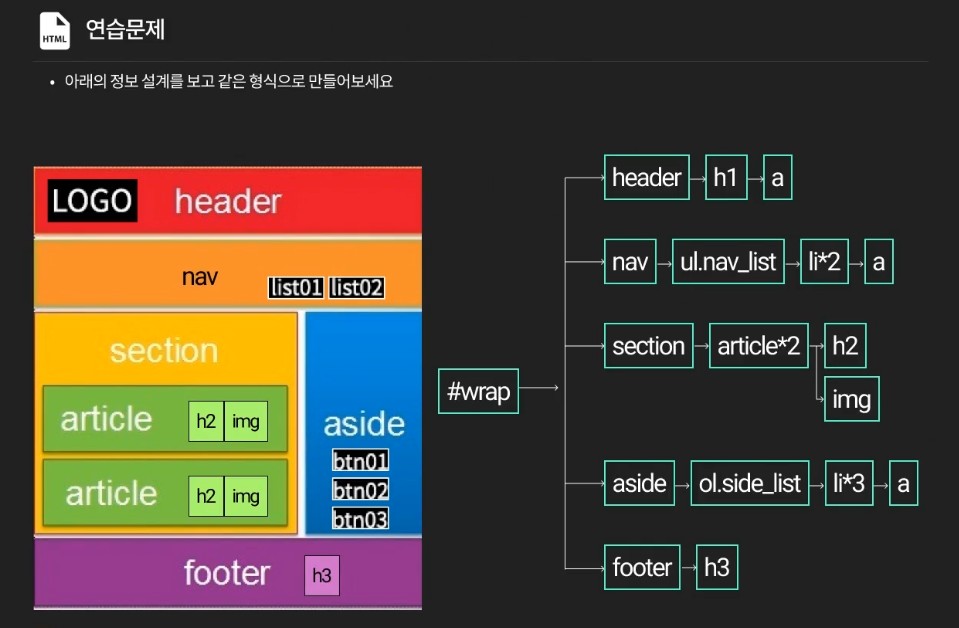 HTML
연습문제
• 아래의 정보 설계를 보고 같은 형식으로 만들어보세요
LOGO header
nav
list01 list02
section
article h2 img
article h2 img
aside
btn01
btn02
btn03
footer h3
#wrap
header h1 a
nav ul.nav_list li*2 a
section article*2 h2
img
aside ol.side_list li*3 a
footer h3